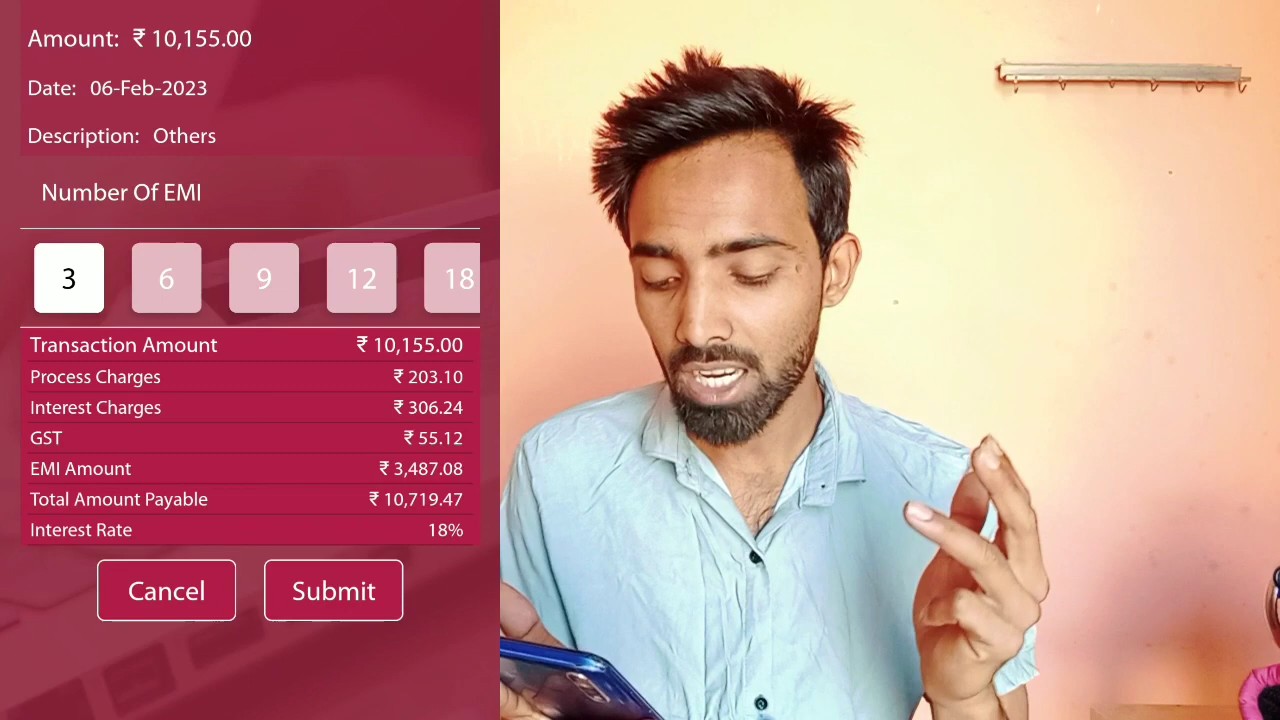 Amount: ₹ 10,155.00
Date: 06-Feb-2023
Description: Others
Number Of EMI
3 6 9 12 18
Transaction Amount ₹ 10,155.00
Process Charges ₹ 203.10
Interest Charges ₹ 306.24
GST ₹ 55.12
EMI Amount ₹ 3,487.08
Total Amount Payable ₹ 10,719.47
Interest Rate 18%
Cancel Submit